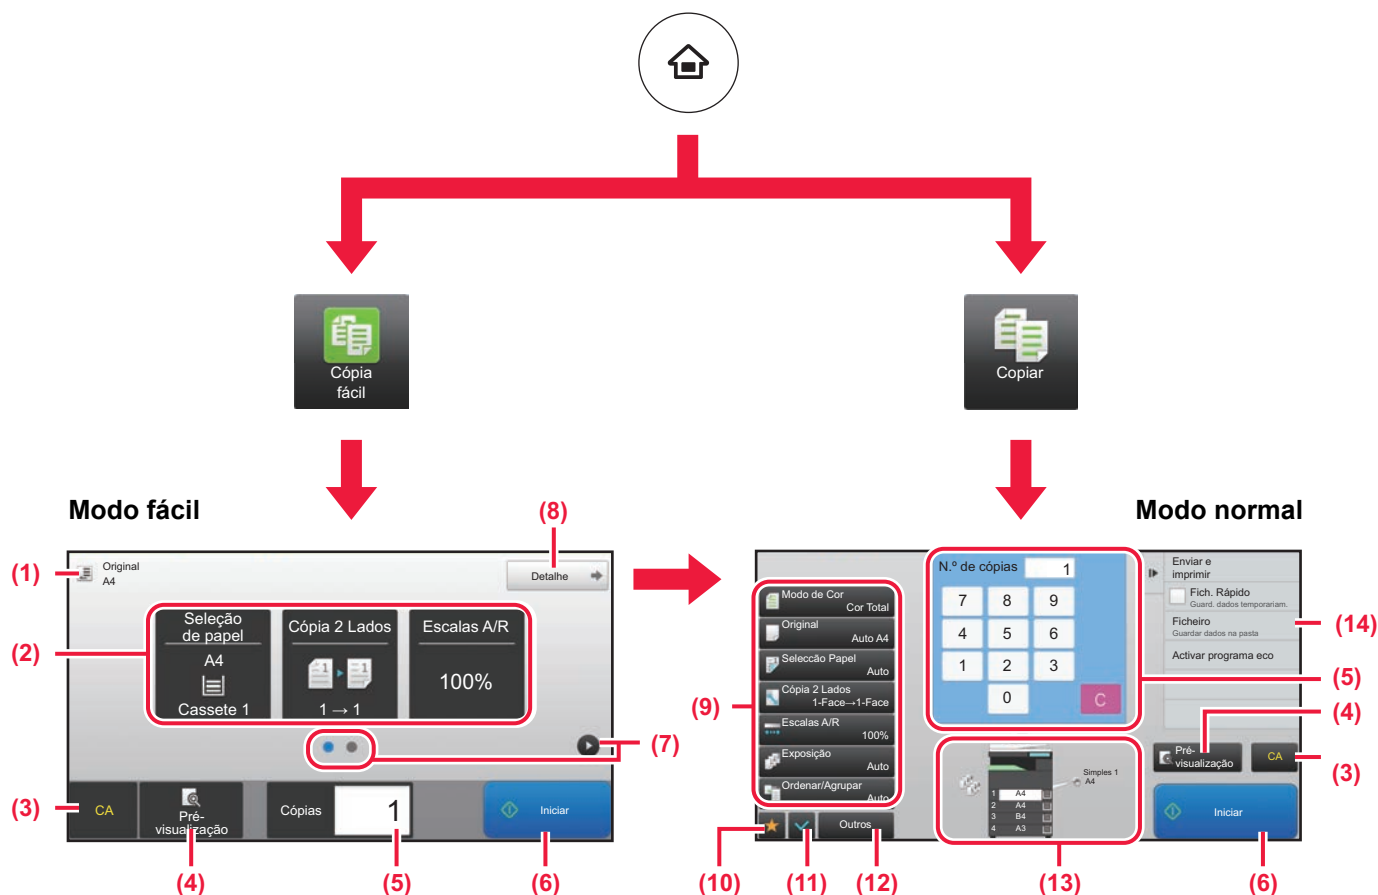 Cópia
fácil
Copiar
Modo fácil
Modo normal
(8)
(1)
Original
A4
Detalhe
(2)
Seleção
de papel
A4
Cassete 1
Cópia 2 Lados
1
1
1 → 1
Escalas A/R
100%
(7)
(3)
CA
Pré-
visualização
Cópias
1
Iniciar
(4)
(5)
(6)
(9)
Modo de Cor
Cor Total
Original
Auto A4
Selecção Papel
Auto
Cópia 2 Lados
1-Face→1-Face
Escalas A/R
100%
Exposição
Auto
Ordenar/Agrupar
Auto
Outros
N.º de cópias
1
7 8 9
4 5 6
1 2 3
0
C
Simples 1
A4
1 A4
2 A4
3 B4
4 A3
Enviar e
imprimir
Fich. Rápido
Guard. dados temporariam.
Ficheiro
Guardar dados na pasta
Activar programa eco
Pré-
visualização
CA
Iniciar
(14)
(5)
(4)
(3)
(10)
(11)
(12)
(13)
(6)